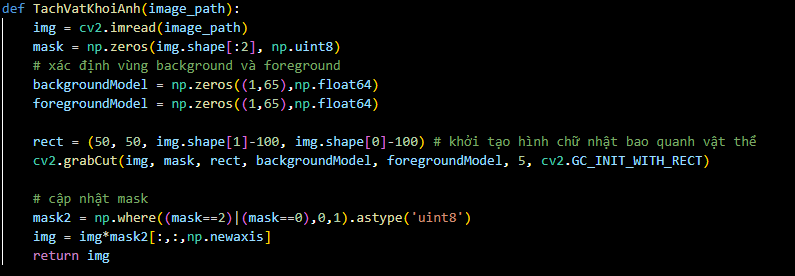 def TachVatKhoiAnh(image_path):
    img = cv2.imread(image_path)
    mask = np.zeros(img.shape[:2], np.uint8)
    # xác định vùng background và foreground
    backgroundModel = np.zeros((1,65),np.float64)
    foregroundModel = np.zeros((1,65),np.float64)

    rect = (50, 50, img.shape[1]-100, img.shape[0]-100) # khởi tạo hình chữ nhật bao quanh vật thể
    cv2.grabCut(img, mask, rect, backgroundModel, foregroundModel, 5, cv2.GC_INIT_WITH_RECT)

    # cập nhật mask
    mask2 = np.where((mask==2)|(mask==0),0,1).astype('uint8')
    img = img*mask2[:,:,np.newaxis]
    return img